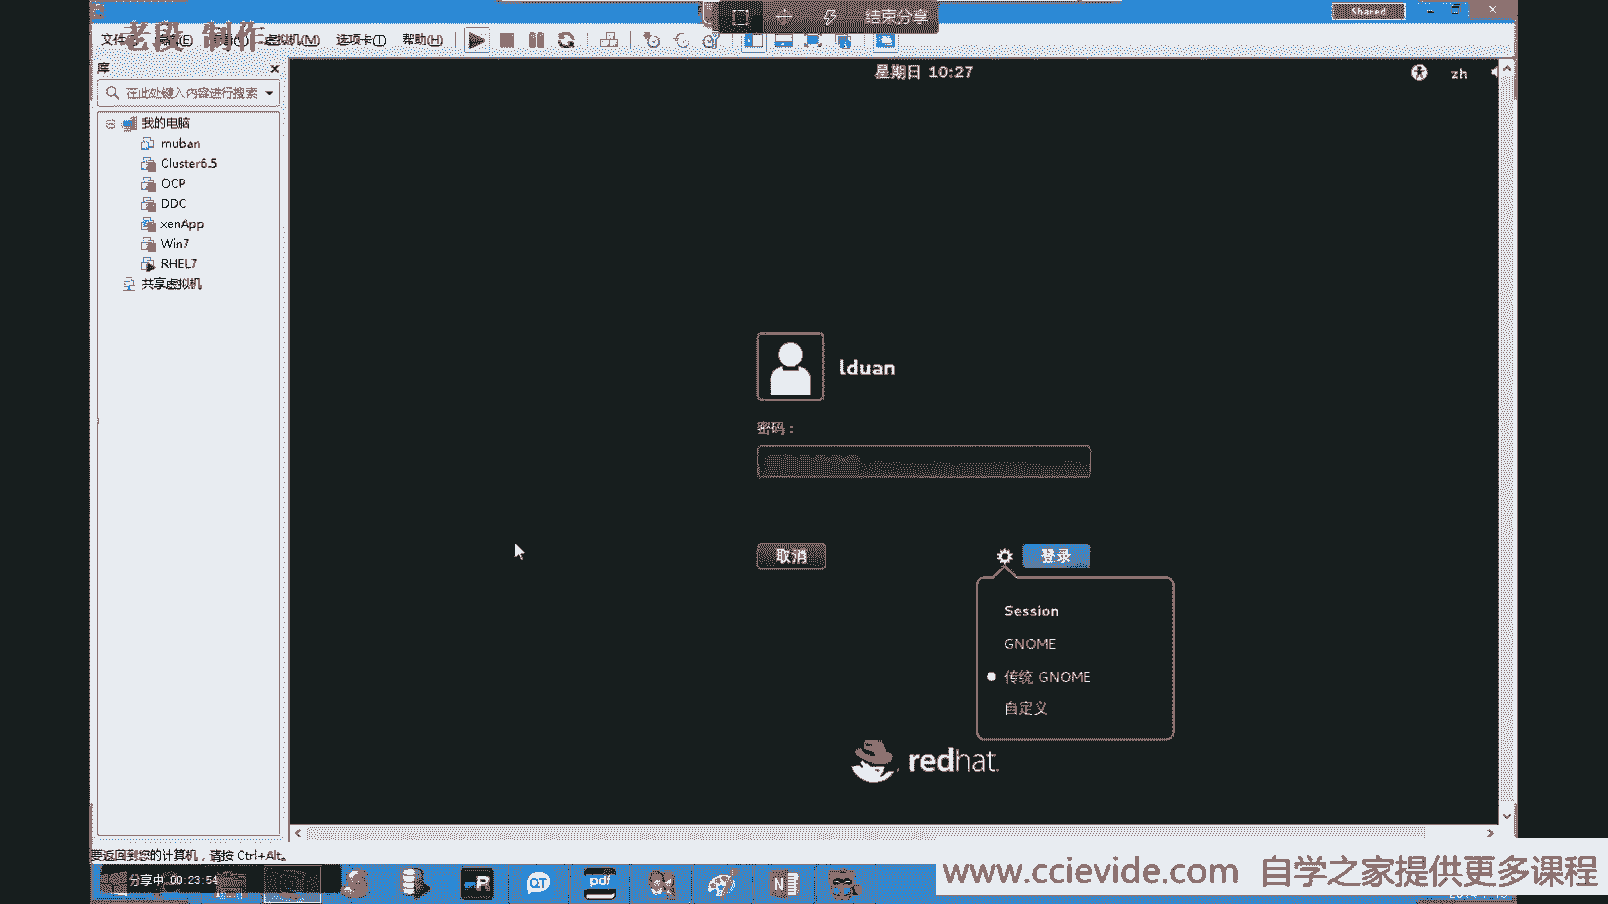 结束分享
Shared
老段 制作
文件
(E)
虚拟机(M)
选项卡(T)
帮助(H)
库
在此处键入内容进行搜索
我的电脑
muban
Cluster6.5
OCP
DDC
xenApp
Win7
RHEL7
共享虚拟机
星期日 10:27
zh
lduan
密码：
取消
登录
Session
GNOME
传统 GNOME
自定义
redhat.
要返回到您的计算机，请按 Ctrl+Alt。
分享中 00:23:54
QT
pdf
www.ccievide.com 自学之家提供更多课程